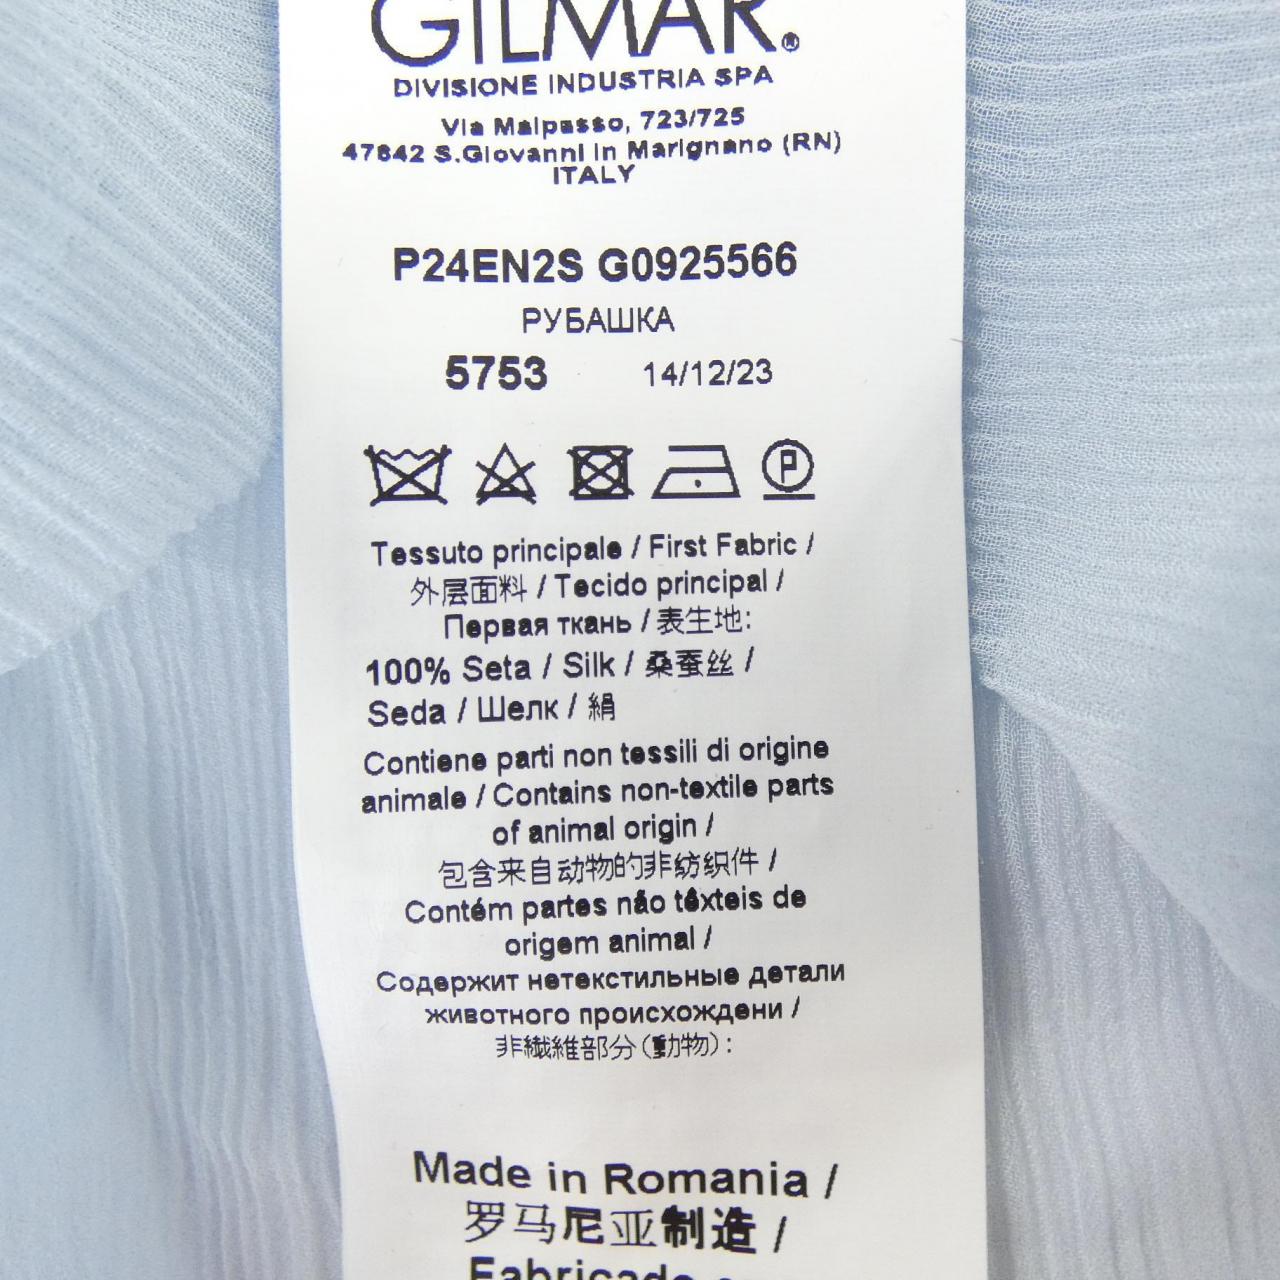 GILMAR®
DIVISIONE INDUSTRIA SPA
Via Malpasso, 723/725
47842 S.Giovanni in Marignano (RN)
ITALY
P24EN2S G0925566
РУБАШКА
5753 14/12/23
P
Tessuto principale / First Fabric /
外层面料 / Tecido principal /
Первая ткань / 表生地:
100% Seta / Silk / 桑蚕丝 /
Seda / Шелк / 絹
Contiene parti non tessili di origine
animale / Contains non-textile parts
of animal origin /
包含来自动物的非纺织件 /
Contém partes não têxteis de
origem animal /
Содержит нетекстильные детали
животного происхождени /
非繊維部分(動物):
Made in Romania /
罗马尼亚制造 /
Fabricado